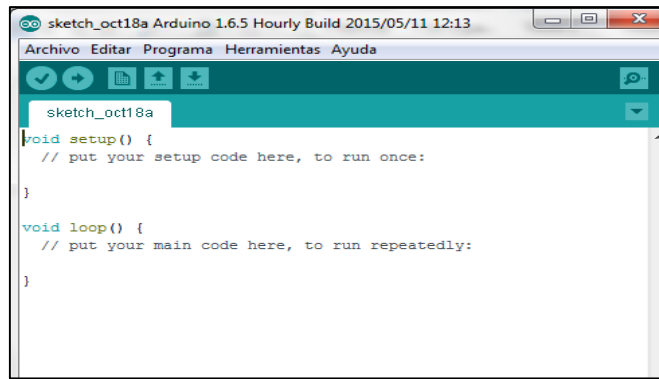 sketch_oct18a Arduino 1.6.5 Hourly Build 2015/05/11 12:13
Archivo Editar Programa Herramientas Ayuda
sketch_oct18a
void setup() {
  // put your setup code here, to run once:
}
void loop() {
  // put your main code here, to run repeatedly:
}